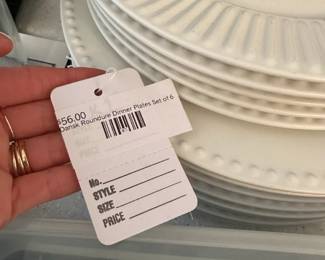 $56.00
Dansk Roundure Dinner Plates Set of 6
No.
STYLE
SIZE
PRICE